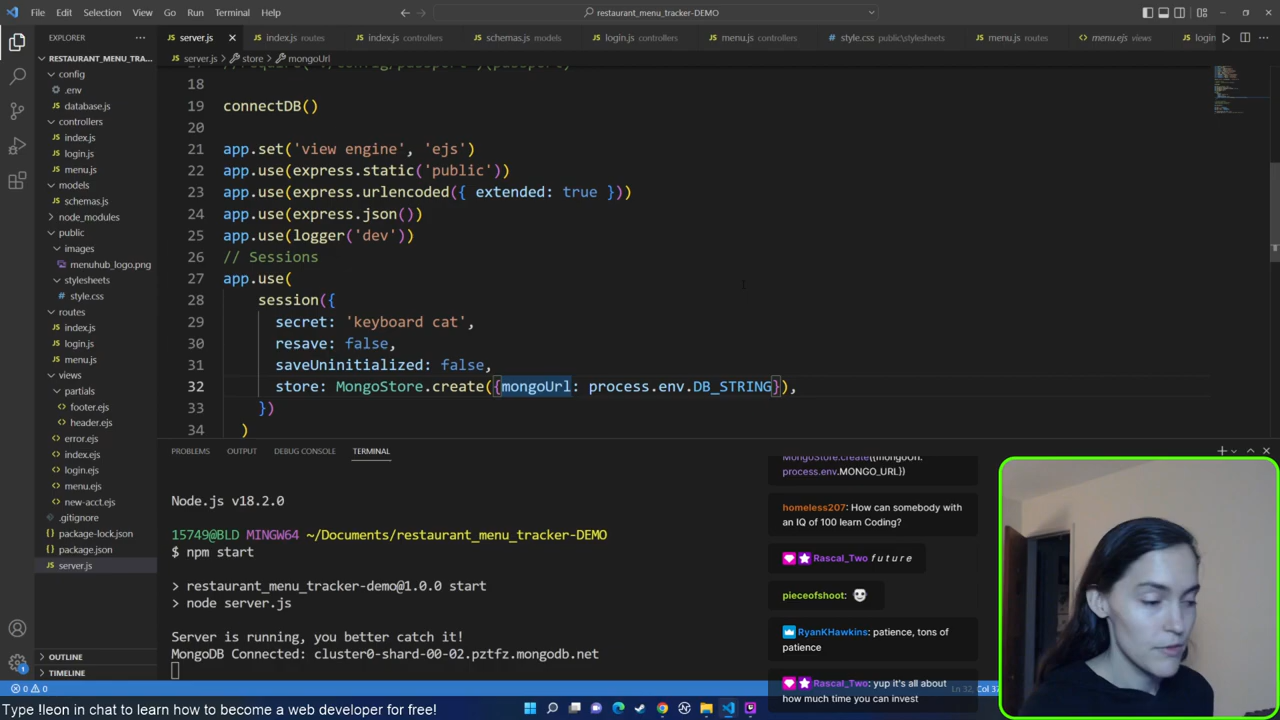 File Edit Selection View Go Run Terminal Help
restaurant_menu_tracker-DEMO
EXPLORER
server.js
index.js routes
index.js controllers
schemas.js models
login.js controllers
menu.js controllers
style.css public\stylesheets
menu.js routes
menu.ejs views
login
server.js > store > mongoUrl
RESTAURANT_MENU_TRA...
config
.env
database.js
controllers
index.js
login.js
menu.js
models
schemas.js
node_modules
public
images
menuhub_logo.png
stylesheets
style.css
routes
index.js
login.js
menu.js
views
partials
footer.ejs
header.ejs
error.ejs
index.ejs
login.ejs
menu.ejs
new-acct.ejs
.gitignore
package-lock.json
package.json
server.js
OUTLINE
TIMELINE
18
19 connectDB()
20
21 app.set('view engine', 'ejs')
22 app.use(express.static('public'))
23 app.use(express.urlencoded({ extended: true }))
24 app.use(express.json())
25 app.use(logger('dev'))
26 // Sessions
27 app.use(
28 session({
29 secret: 'keyboard cat',
30 resave: false,
31 saveUninitialized: false,
32 store: MongoStore.create({mongoUrl: process.env.DB_STRING}),
33 })
34 )
PROBLEMS OUTPUT DEBUG CONSOLE TERMINAL
Node.js v18.2.0
15749@BLD MINGW64 ~/Documents/restaurant_menu_tracker-DEMO
$ npm start
> restaurant_menu_tracker-demo@1.0.0 start
> node server.js
Server is running, you better catch it!
MongoDB Connected: cluster0-shard-00-02.pztfz.mongodb.net
MongoStore.create({mongoUrl:
process.env.MONGO_URL})
homeless207: How can somebody with
an IQ of 100 learn Coding?
Rascal_Two future
pieceofshoot:
RyanKHawkins: patience, tons of
patience
Rascal_Two: yup it's all about
how much time you can invest
0 0
Ln 32, Col 37
Type !leon in chat to learn how to become a web developer for free!